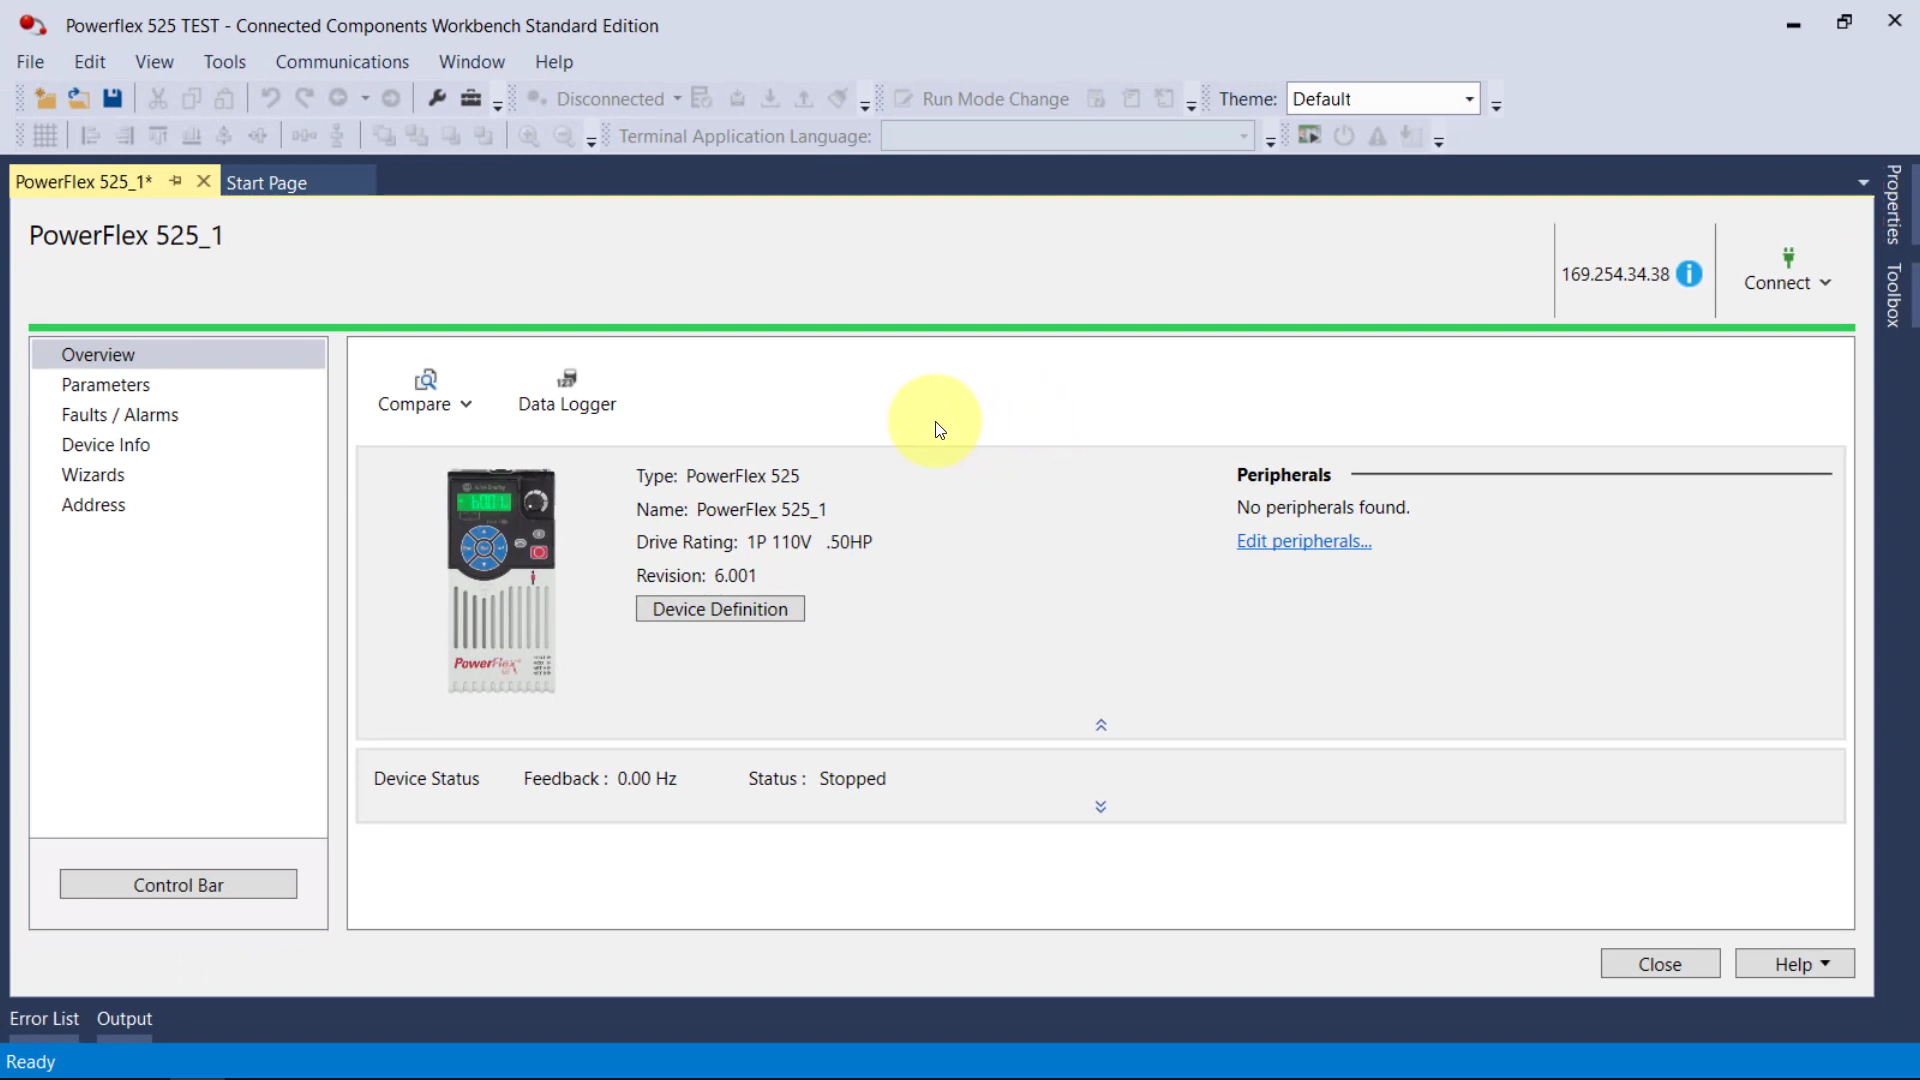 Powerflex 525 TEST - Connected Components Workbench Standard Edition
File Edit View Tools Communications Window Help
Disconnected Run Mode Change Theme: Default
Terminal Application Language:
PowerFlex 525_1* Start Page
Properties
Toolbox
PowerFlex 525_1
169.254.34.38
Connect
Overview
Parameters
Faults / Alarms
Device Info
Wizards
Address
Control Bar
Compare
123
Data Logger
PowerFlex
Type: PowerFlex 525
Name: PowerFlex 525_1
Drive Rating: 1P 110V .50HP
Revision: 6.001
Device Definition
Peripherals
No peripherals found.
Edit peripherals...
Device Status Feedback : 0.00 Hz Status : Stopped
Close Help
Error List Output
Ready